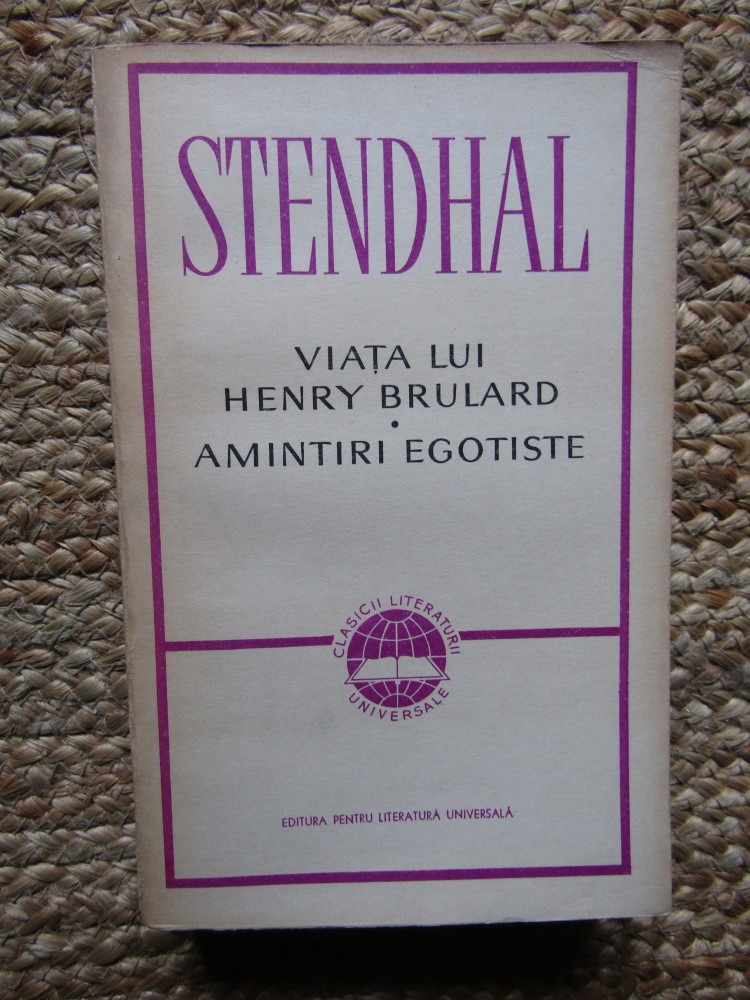 STENDHAL
VIAȚA LUI
HENRY BRULARD
•
AMINTIRI EGOTISTE
CLASICII LITERATURII
UNIVERSALE
EDITURA PENTRU LITERATURĂ UNIVERSALĂ